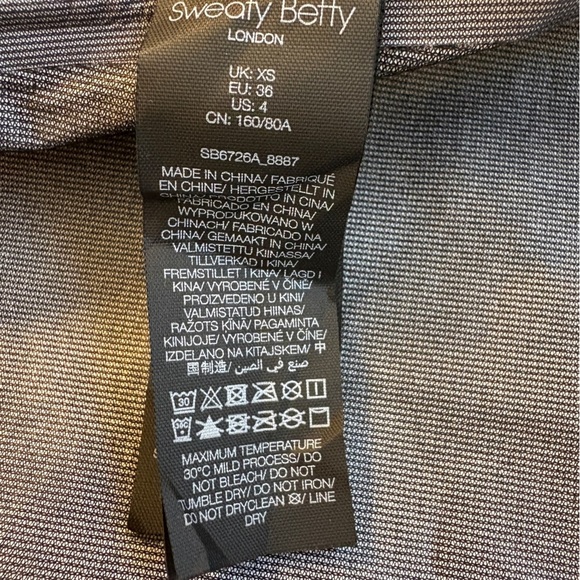 Sweaty Betty
LONDON
UK: XS
EU: 36
US: 4
CN: 160/80A
SB6726A_8887
MADE IN CHINA/ FABRIQUÉ
EN CHINE/ HERGESTELLT IN
CHINA/ PRODOTTO IN CINA/
FABRICADO EN CHINA/
WYPRODUKOWANO W
CHINACH/ FABRICADO NA
CHINA/ GEMAAKT IN CHINA/
VALMISTETTU KIINASSA/
TILLVERKAD I KINA/
FREMSTILLET I KINA/ LAGD I
KINA/ VYROBENÉ V ČÍNĚ/
PROIZVEDENO U KINI/
VALMISTATUD HIINAS/
RAŽOTS ĶĪNĀ/ PAGAMINTA
KINIJOJE/ VYROBENÉ V ČÍNE/
IZDELANO NA KITAJSKEM/ 中
国制造/ صنع في الصين
30
MAXIMUM TEMPERATURE
30°C MILD PROCESS/ DO
NOT BLEACH/ DO NOT
TUMBLE DRY/ DO NOT IRON/
DO NOT DRYCLEAN / LINE
DRY